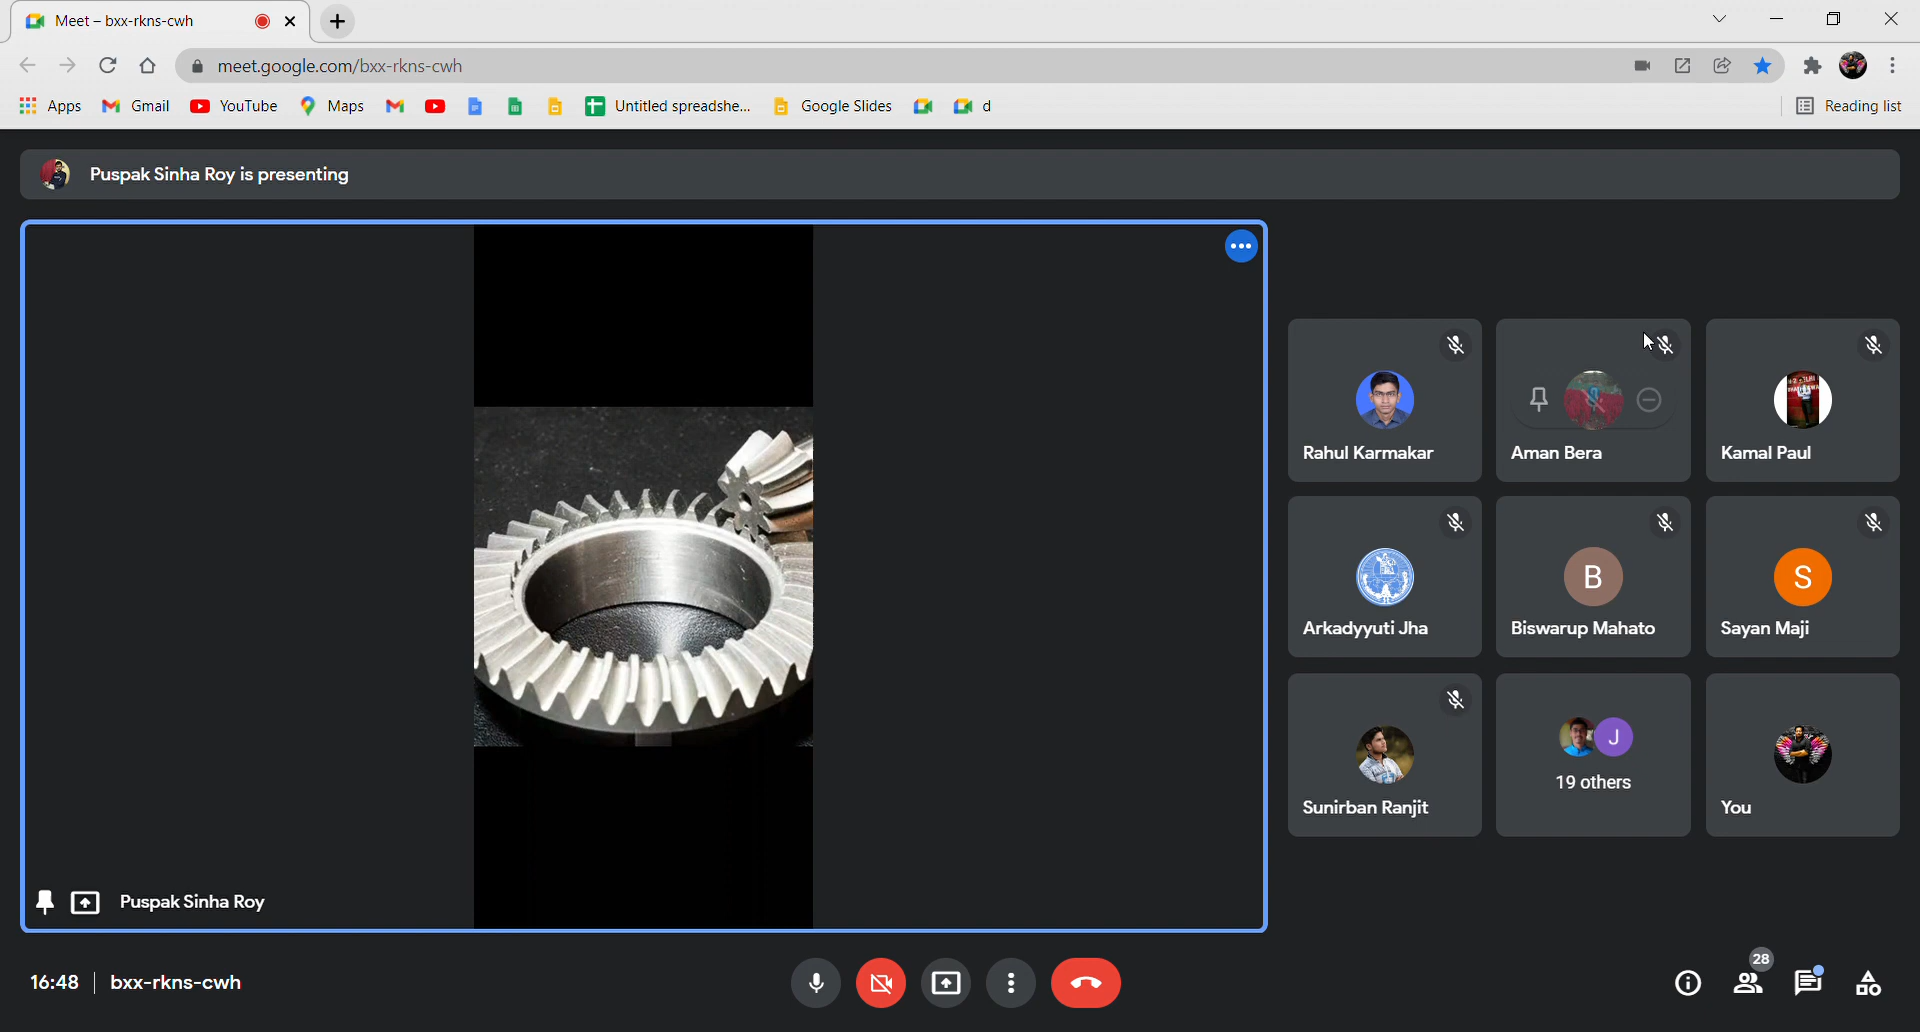 Meet – bxx-rkns-cwh
meet.google.com/bxx-rkns-cwh
Apps Gmail YouTube Maps Untitled spreadshe... Google Slides d Reading list
Puspak Sinha Roy is presenting
Rahul Karmakar
Aman Bera
Kamal Paul
Arkadyyuti Jha
B
Biswarup Mahato
S
Sayan Maji
Sunirban Ranjit
J
19 others
You
Puspak Sinha Roy
16:48 bxx-rkns-cwh
28